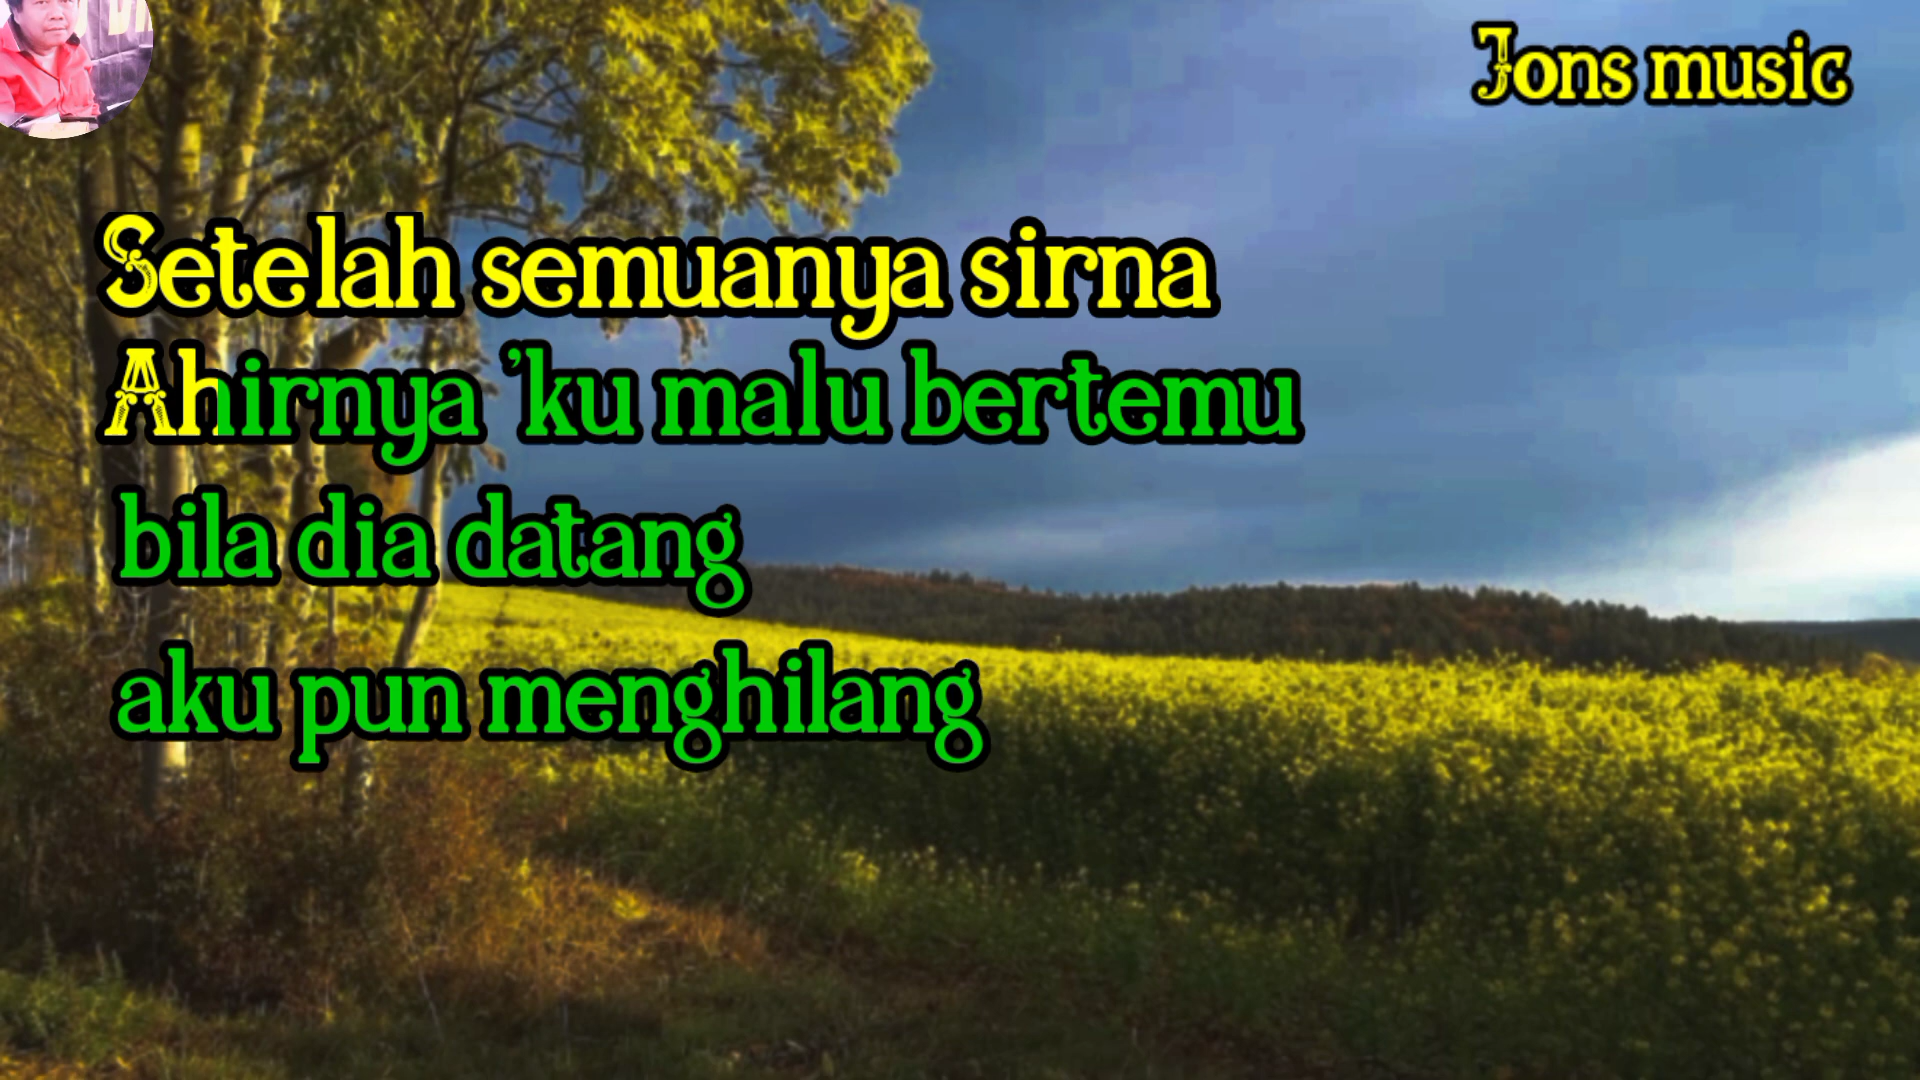 Jons music
Setelah semuanya sirna
Ahirnya 'ku malu bertemu
bila dia datang
aku pun menghilang